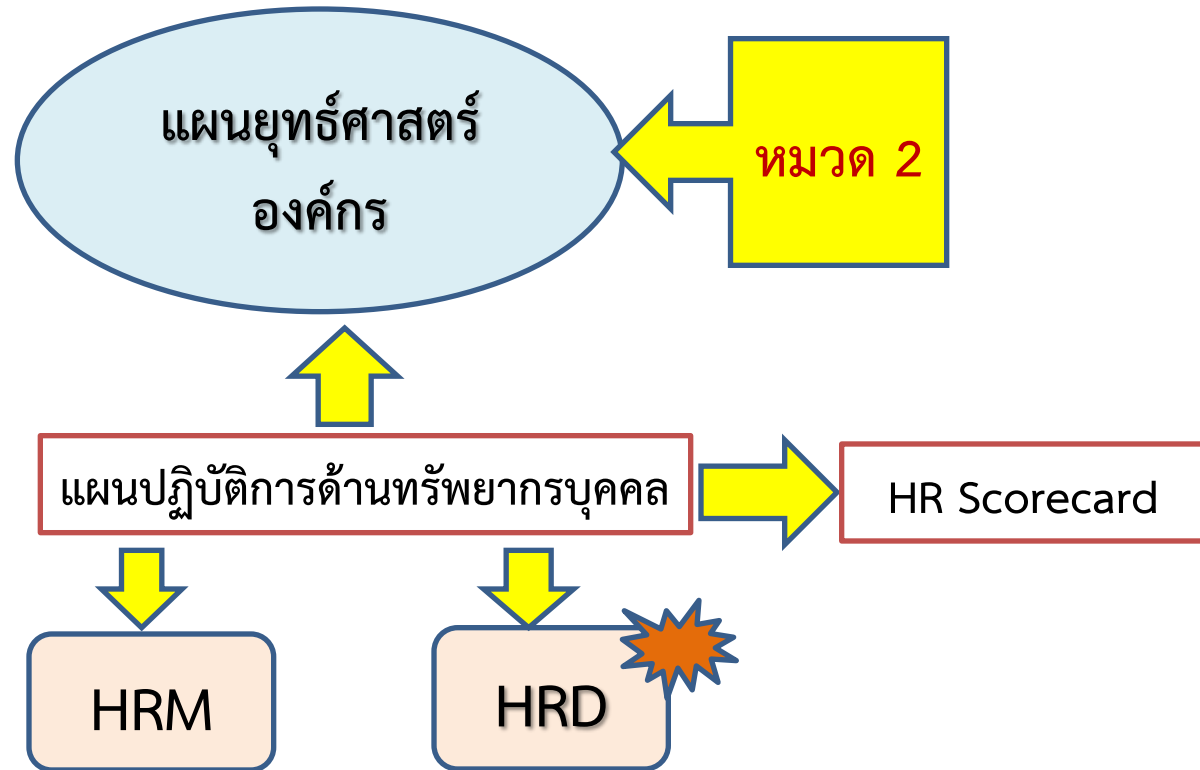 แผนยุทธ์ศาสตร์
องค์กร
หมวด 2
แผนปฏิบัติการด้านทรัพยากรบุคคล
HR Scorecard
HRM
HRD